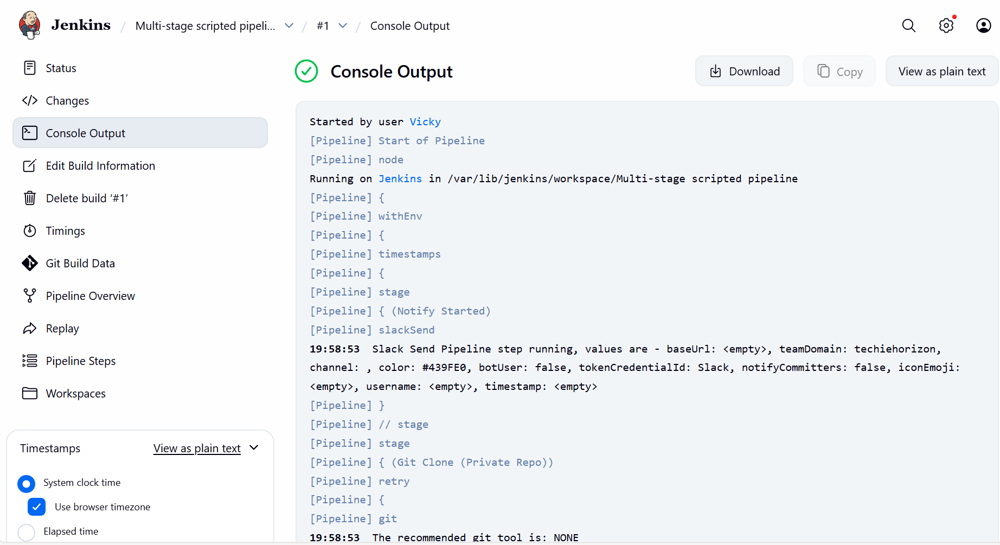 Jenkins / Multi-stage scripted pipeli... / #1 / Console Output
Status
Changes
Console Output
Edit Build Information
Delete build ‘#1’
Timings
Git Build Data
Pipeline Overview
Replay
Pipeline Steps
Workspaces
Timestamps View as plain text
System clock time
Use browser timezone
Elapsed time
Console Output
Download
Copy
View as plain text
Started by user Vicky
[Pipeline] Start of Pipeline
[Pipeline] node
Running on Jenkins in /var/lib/jenkins/workspace/Multi-stage scripted pipeline
[Pipeline] {
[Pipeline] withEnv
[Pipeline] {
[Pipeline] timestamps
[Pipeline] {
[Pipeline] stage
[Pipeline] { (Notify Started)
[Pipeline] slackSend
19:58:53  Slack Send Pipeline step running, values are - baseUrl: <empty>, teamDomain: techiehorizon,
channel: , color: #439FE0, botUser: false, tokenCredentialId: Slack, notifyCommitters: false, iconEmoji:
<empty>, username: <empty>, timestamp: <empty>
[Pipeline] }
[Pipeline] // stage
[Pipeline] stage
[Pipeline] { (Git Clone (Private Repo))
[Pipeline] retry
[Pipeline] {
[Pipeline] git
19:58:53  The recommended git tool is: NONE